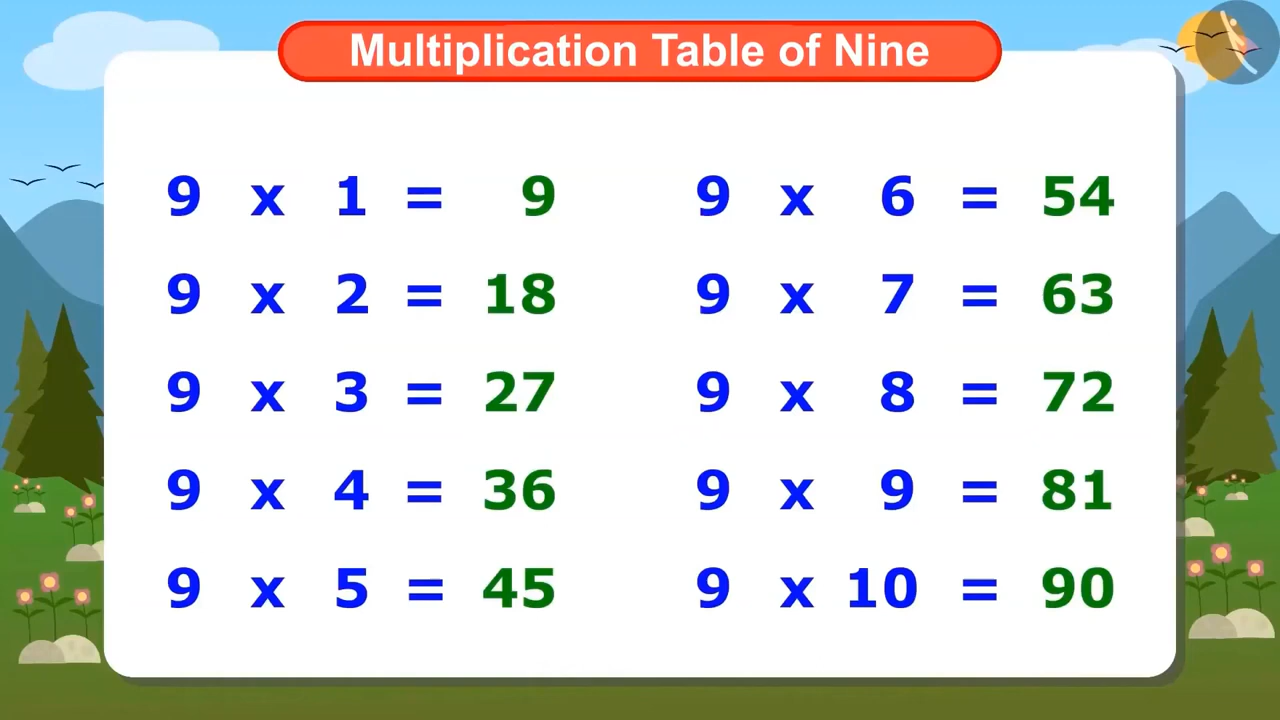 Multiplication Table of Nine
9 x 1 = 9
9 x 2 = 18
9 x 3 = 27
9 x 4 = 36
9 x 5 = 45
9 x 6 = 54
9 x 7 = 63
9 x 8 = 72
9 x 9 = 81
9 x 10 = 90